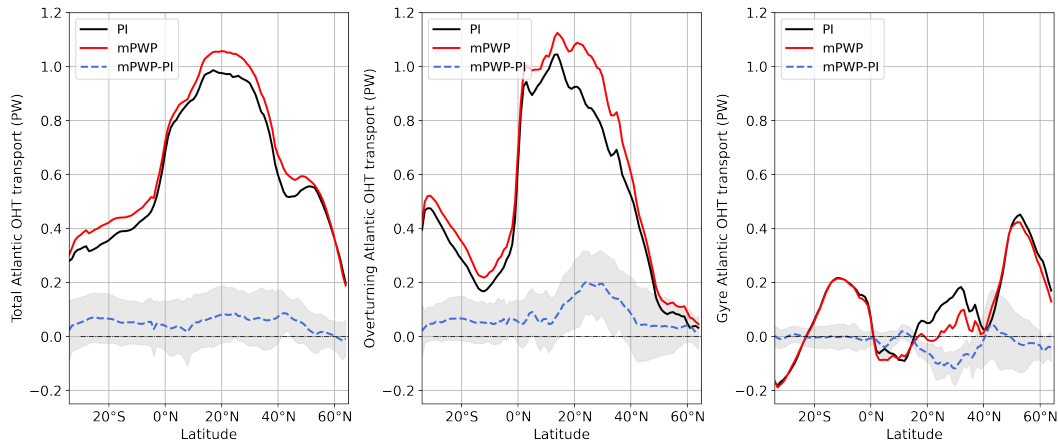 Total Atlantic OHT transport (PW)
1.2
1.0
0.8
0.6
0.4
0.2
0.0
−0.2
PI
mPWP
mPWP-PI
20°S
0°N
20°N
40°N
60°N
Latitude
Overturning Atlantic OHT transport (PW)
1.2
1.0
0.8
0.6
0.4
0.2
0.0
−0.2
PI
mPWP
mPWP-PI
20°S
0°N
20°N
40°N
60°N
Latitude
Gyre Atlantic OHT transport (PW)
1.2
1.0
0.8
0.6
0.4
0.2
0.0
−0.2
PI
mPWP
mPWP-PI
20°S
0°N
20°N
40°N
60°N
Latitude